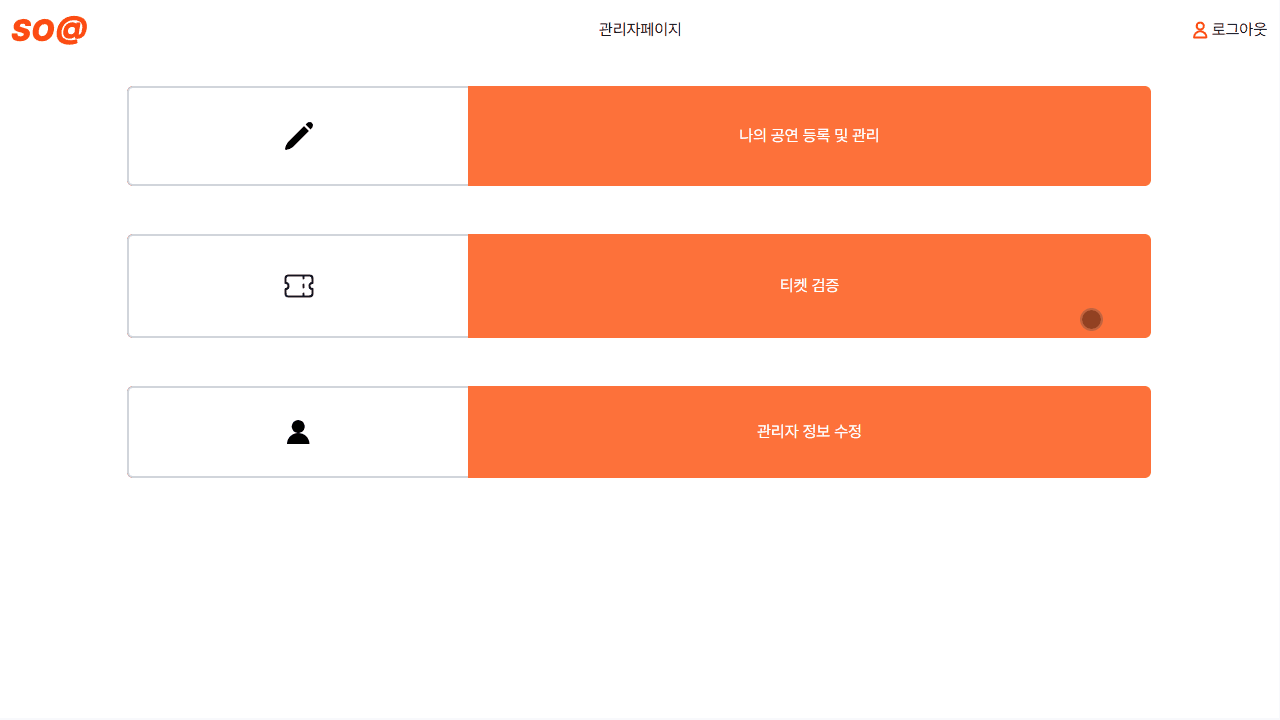 so@
관리자페이지
로그아웃
나의 공연 등록 및 관리
티켓 검증
관리자 정보 수정